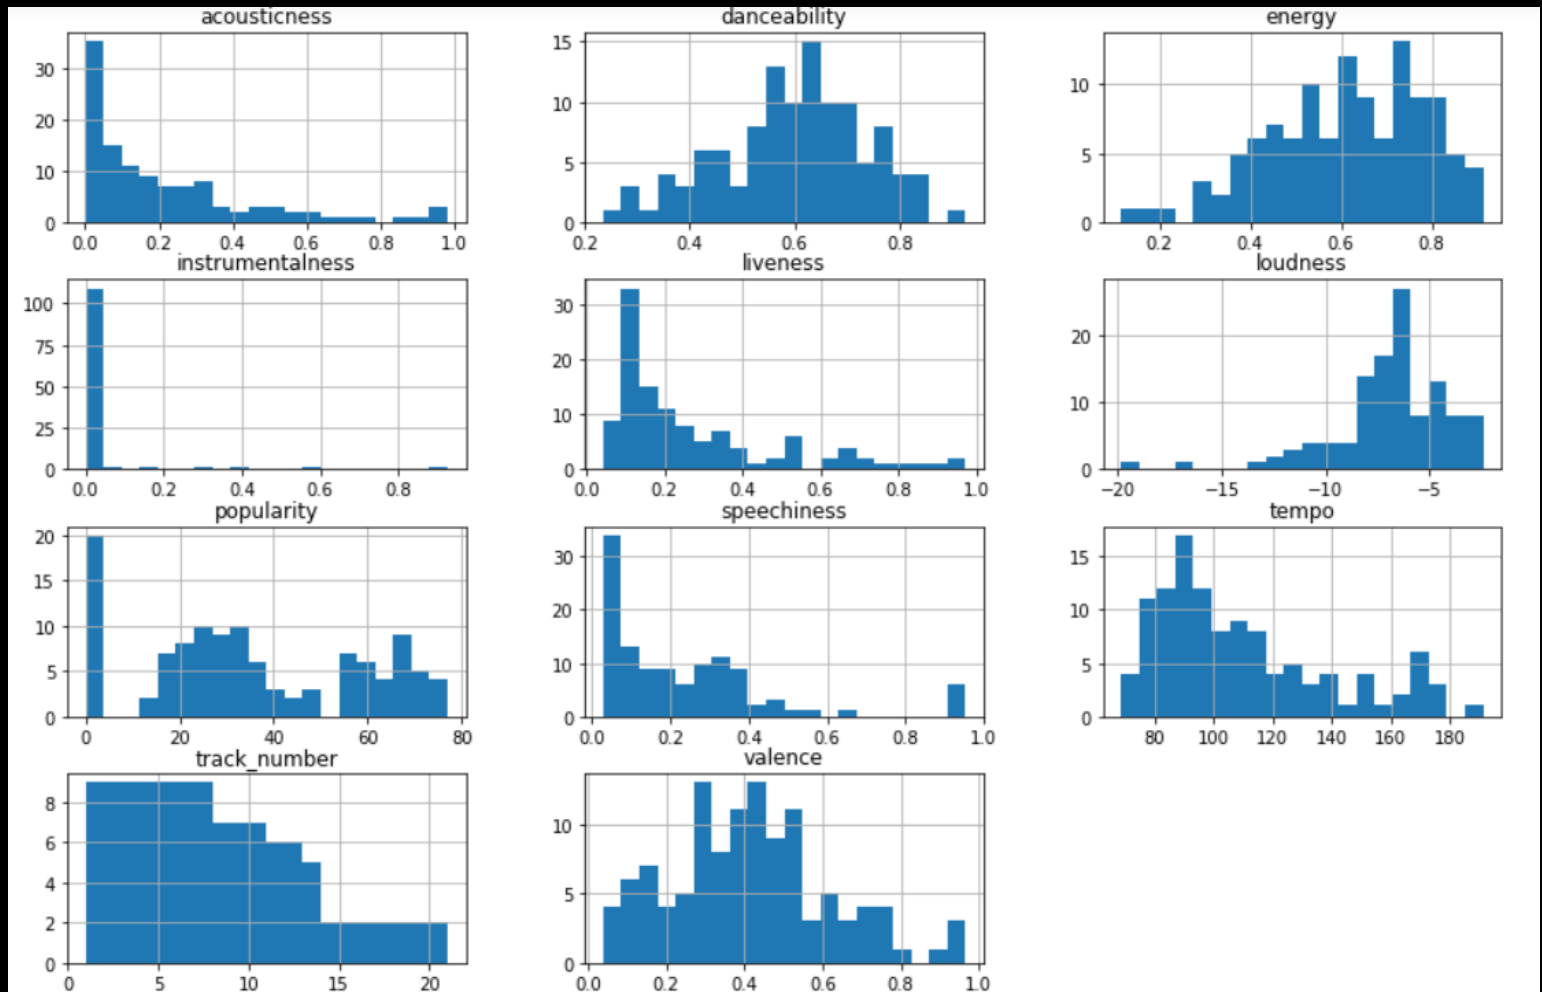 acousticness
30
20
10
0
0.0 0.2 0.4 0.6 0.8 1.0
danceability
15
10
5
0
0.2 0.4 0.6 0.8
energy
10
5
0
0.2 0.4 0.6 0.8
instrumentalness
100
75
50
25
0
0.0 0.2 0.4 0.6 0.8
liveness
30
20
10
0
0.0 0.2 0.4 0.6 0.8 1.0
loudness
20
10
0
−20 −15 −10 −5
popularity
20
15
10
5
0
0 20 40 60 80
speechiness
30
20
10
0
0.0 0.2 0.4 0.6 0.8 1.0
tempo
15
10
5
0
80 100 120 140 160 180
track_number
8
6
4
2
0
0 5 10 15 20
valence
10
5
0
0.0 0.2 0.4 0.6 0.8 1.0